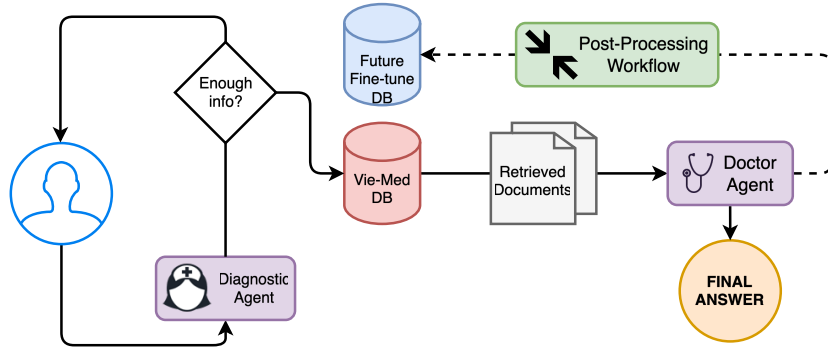 Enough
info?
Future
Fine-tune
DB
Post-Processing
Workflow
Vie-Med
DB
Retrieved
Documents
Doctor
Agent
Diagnostic
Agent
FINAL
ANSWER